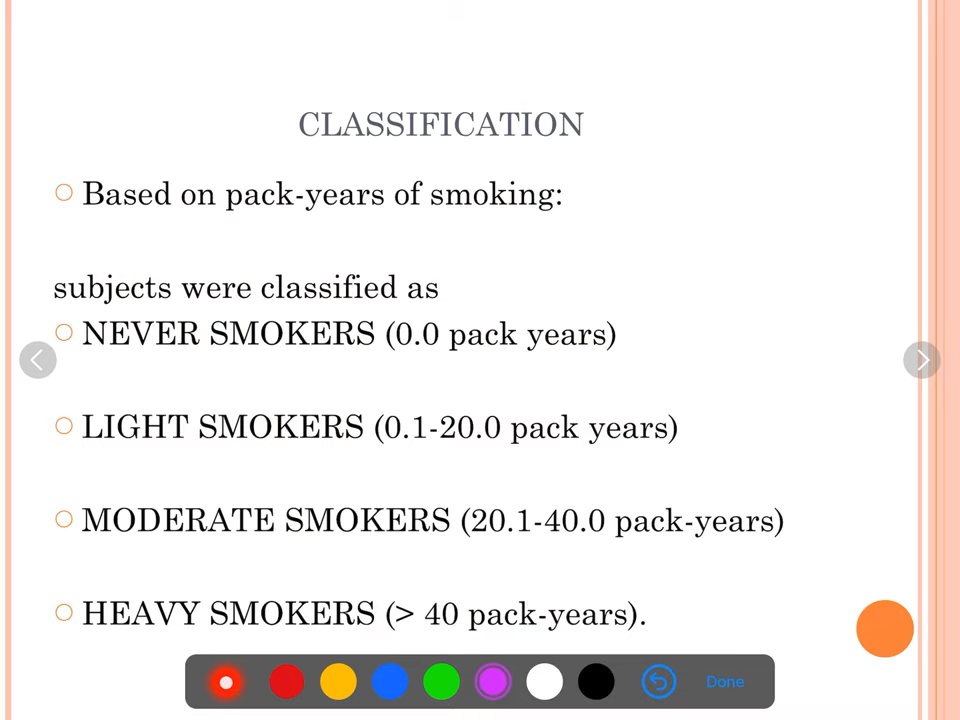 CLASSIFICATION
Based on pack-years of smoking:
subjects were classified as
NEVER SMOKERS (0.0 pack years)
LIGHT SMOKERS (0.1-20.0 pack years)
MODERATE SMOKERS (20.1-40.0 pack-years)
HEAVY SMOKERS (> 40 pack-years).
Done